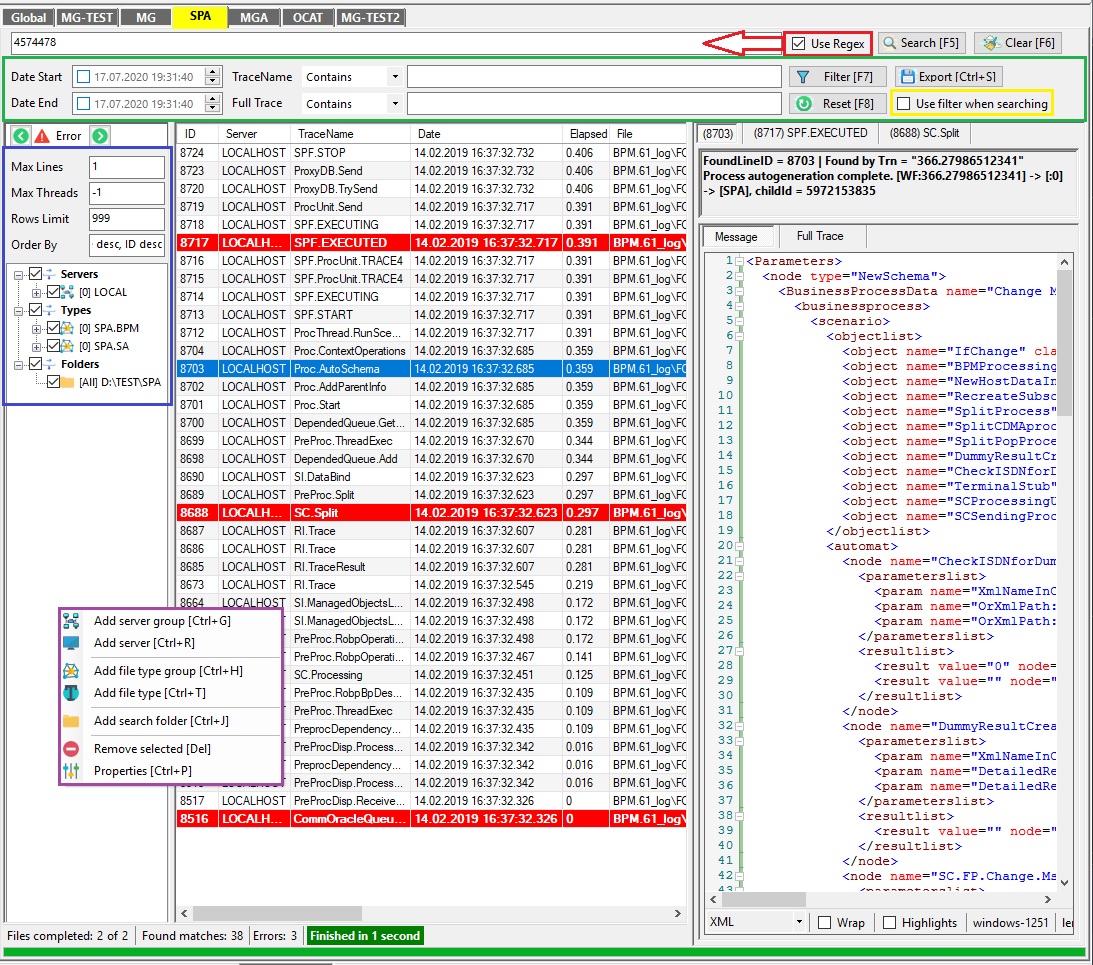 Global MG-TEST MG SPA MGA OCAT MG-TEST2
4574478 Use Regex Search [F5] Clear [F6]
Date Start 17.07.2020 19:31:40 TraceName Contains Filter [F7] Export [Ctrl+S]
Date End 17.07.2020 19:31:40 Full Trace Contains Reset [F8] Use filter when searching
Error
Max Lines 1
Max Threads -1
Rows Limit 999
Order By desc, ID desc
Servers
[0] LOCAL
Types
[0] SPA.BPM
[0] SPA.SA
Folders
[All] D:\TEST\SPA
ID Server TraceName Date Elapsed File
8724 LOCALHOST SPF.STOP 14.02.2019 16:37:32.732 0.406 BPM.61_log\FC
8723 LOCALHOST ProxyDB.Send 14.02.2019 16:37:32.732 0.406 BPM.61_log\FC
8720 LOCALHOST ProxyDB.TrySend 14.02.2019 16:37:32.732 0.406 BPM.61_log\FC
8719 LOCALHOST ProcUnit.Send 14.02.2019 16:37:32.717 0.391 BPM.61_log\FC
8718 LOCALHOST SPF.EXECUTING 14.02.2019 16:37:32.717 0.391 BPM.61_log\FC
8717 LOCALH... SPF.EXECUTED 14.02.2019 16:37:32.717 0.391 BPM.61_log\
8716 LOCALHOST SPF.ProcUnit.TRACE4 14.02.2019 16:37:32.717 0.391 BPM.61_log\FC
8715 LOCALHOST SPF.ProcUnit.TRACE4 14.02.2019 16:37:32.717 0.391 BPM.61_log\FC
8714 LOCALHOST SPF.EXECUTING 14.02.2019 16:37:32.717 0.391 BPM.61_log\FC
8713 LOCALHOST SPF.START 14.02.2019 16:37:32.717 0.391 BPM.61_log\FC
8712 LOCALHOST ProcThread.RunSce... 14.02.2019 16:37:32.717 0.391 BPM.61_log\FC
8704 LOCALHOST Proc.ContextOperations 14.02.2019 16:37:32.685 0.359 BPM.61_log\FC
8703 LOCALHOST Proc.AutoSchema 14.02.2019 16:37:32.685 0.359 BPM.61_log\FC
8702 LOCALHOST Proc.AddParentInfo 14.02.2019 16:37:32.685 0.359 BPM.61_log\FC
8701 LOCALHOST Proc.Start 14.02.2019 16:37:32.685 0.359 BPM.61_log\FC
8700 LOCALHOST DependedQueue.Get... 14.02.2019 16:37:32.685 0.359 BPM.61_log\FC
8699 LOCALHOST PreProc.ThreadExec 14.02.2019 16:37:32.670 0.344 BPM.61_log\FC
8698 LOCALHOST DependedQueue.Add 14.02.2019 16:37:32.670 0.344 BPM.61_log\FC
8690 LOCALHOST SI.DataBind 14.02.2019 16:37:32.623 0.297 BPM.61_log\FC
8689 LOCALHOST PreProc.Split 14.02.2019 16:37:32.623 0.297 BPM.61_log\FC
8688 LOCALH... SC.Split 14.02.2019 16:37:32.623 0.297 BPM.61_log\
8687 LOCALHOST RI.Trace 14.02.2019 16:37:32.607 0.281 BPM.61_log\FC
8686 LOCALHOST RI.Trace 14.02.2019 16:37:32.607 0.281 BPM.61_log\FC
8685 LOCALHOST RI.TraceResult 14.02.2019 16:37:32.607 0.281 BPM.61_log\FC
8673 LOCALHOST RI.Trace 14.02.2019 16:37:32.545 0.219 BPM.61_log\FC
8664 LOCALHOST SI.ManagedObjectsL... 14.02.2019 16:37:32.498 0.172 BPM.61_log\FC
SI.ManagedObjectsL... 14.02.2019 16:37:32.498 0.172 BPM.61_log\FC
PreProc.RobpOperati... 14.02.2019 16:37:32.498 0.172 BPM.61_log\FC
PreProc.RobpOperati... 14.02.2019 16:37:32.467 0.141 BPM.61_log\FC
SC.Processing 14.02.2019 16:37:32.451 0.125 BPM.61_log\FC
PreProc.RobpBpDes... 14.02.2019 16:37:32.435 0.109 BPM.61_log\FC
PreProc.ThreadExec 14.02.2019 16:37:32.435 0.109 BPM.61_log\FC
PreprocDependency... 14.02.2019 16:37:32.435 0.109 BPM.61_log\FC
PreProcDisp.Process... 14.02.2019 16:37:32.342 0.016 BPM.61_log\FC
PreprocDependency... 14.02.2019 16:37:32.342 0.016 BPM.61_log\FC
PreProcDisp.Process... 14.02.2019 16:37:32.342 0.016 BPM.61_log\FC
8517 LOCALHOST PreProcDisp.Receive... 14.02.2019 16:37:32.326 0 BPM.61_log\FC
8516 LOCALH... CommOracleQueu... 14.02.2019 16:37:32.326 0 BPM.61_log\
Add server group [Ctrl+G]
Add server [Ctrl+R]
Add file type group [Ctrl+H]
Add file type [Ctrl+T]
Add search folder [Ctrl+J]
Remove selected [Del]
Properties [Ctrl+P]
(8703) (8717) SPF.EXECUTED (8688) SC.Split
FoundLineID = 8703 | Found by Trn = "366.27986512341"
Process autogeneration complete. [WF:366.27986512341] -> [:0]
-> [SPA], childId = 5972153835
Message Full Trace
1 <Parameters>
2 <node type="NewSchema">
3 <BusinessProcessData name="Change M
4 <businessprocess>
5 <scenario>
6 <objectlist>
7 <object name="IfChange" cla
8 <object name="BPMProcessing
9 <object name="NewHostDataIn
10 <object name="RecreateSubsc
11 <object name="SplitProcess"
12 <object name="SplitCDMAproc
13 <object name="SplitPopProce
14 <object name="DummyResultCr
15 <object name="CheckISDNforD
16 <object name="TerminalStub"
17 <object name="SCProcessingU
18 <object name="SCSendingProc
19 </objectlist>
20 <automat>
21 <node name="CheckISDNforDum
22 <parameterslist>
23 <param name="XmlNameInC
24 <param name="OrXmlPath:
25 <param name="OrXmlPath:
26 </parameterslist>
27 <resultlist>
28 <result value="0" node=
29 <result value="" node="
30 </resultlist>
31 </node>
32 <node name="DummyResultCrea
33 <parameterslist>
34 <param name="XmlNameInC
35 <param name="DetailedRe
36 <param name="DetailedRe
37 </parameterslist>
38 <resultlist>
39 <result value="" node="
40 </resultlist>
41 </node>
42 <node name="SC.FP.Change.Ms
<parameterslist>
XML Wrap Highlights windows-1251 le
Files completed: 2 of 2 Found matches: 38 Errors: 3 Finished in 1 second